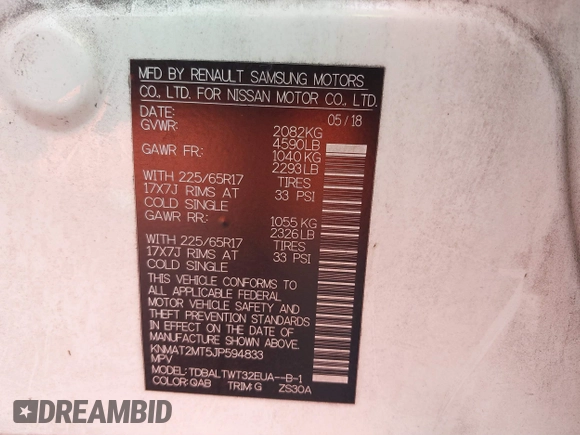 MFD BY RENAULT SAMSUNG MOTORS
CO., LTD. FOR NISSAN MOTOR CO., LTD.
DATE: 05/18
GVWR: 2082KG
4590LB
GAWR FR: 1040KG
2293LB
WITH 225/65R17 TIRES
17X7J RIMS AT 33 PSI
COLD SINGLE
GAWR RR: 1055KG
2326LB
WITH 225/65R17 TIRES
17X7J RIMS AT 33 PSI
COLD SINGLE
THIS VEHICLE CONFORMS TO
ALL APPLICABLE FEDERAL
MOTOR VEHICLE SAFETY AND
THEFT PREVENTION STANDARDS
IN EFFECT ON THE DATE OF
MANUFACTURE SHOWN ABOVE.
KNMAT2MT5JP594833
MPV
MODEL: TDBALTWT32EUA--B-1
COLOR: QAB TRIM: G ZS30A
DREAMBID